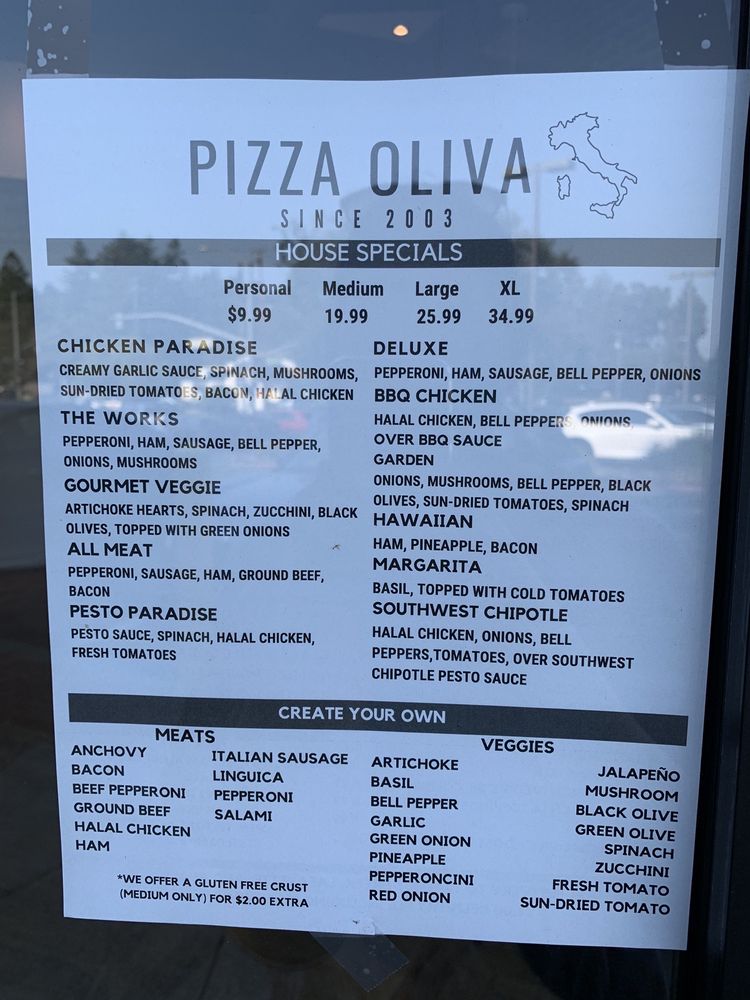 PIZZA OLIVA
SINCE 2003
HOUSE SPECIALS
Personal Medium Large XL
$9.99 19.99 25.99 34.99
CHICKEN PARADISE
CREAMY GARLIC SAUCE, SPINACH, MUSHROOMS,
SUN-DRIED TOMATOES, BACON, HALAL CHICKEN
THE WORKS
PEPPERONI, HAM, SAUSAGE, BELL PEPPER,
ONIONS, MUSHROOMS
GOURMET VEGGIE
ARTICHOKE HEARTS, SPINACH, ZUCCHINI, BLACK
OLIVES, TOPPED WITH GREEN ONIONS
ALL MEAT
PEPPERONI, SAUSAGE, HAM, GROUND BEEF,
BACON
PESTO PARADISE
PESTO SAUCE, SPINACH, HALAL CHICKEN,
FRESH TOMATOES
DELUXE
PEPPERONI, HAM, SAUSAGE, BELL PEPPER, ONIONS
BBQ CHICKEN
HALAL CHICKEN, BELL PEPPERS, ONIONS,
OVER BBQ SAUCE
GARDEN
ONIONS, MUSHROOMS, BELL PEPPER, BLACK
OLIVES, SUN-DRIED TOMATOES, SPINACH
HAWAIIAN
HAM, PINEAPPLE, BACON
MARGARITA
BASIL, TOPPED WITH COLD TOMATOES
SOUTHWEST CHIPOTLE
HALAL CHICKEN, ONIONS, BELL
PEPPERS,TOMATOES, OVER SOUTHWEST
CHIPOTLE PESTO SAUCE
CREATE YOUR OWN
MEATS
ANCHOVY
BACON
BEEF PEPPERONI
GROUND BEEF
HALAL CHICKEN
HAM
ITALIAN SAUSAGE
LINGUICA
PEPPERONI
SALAMI
VEGGIES
ARTICHOKE
BASIL
BELL PEPPER
GARLIC
GREEN ONION
PINEAPPLE
PEPPERONCINI
RED ONION
JALAPEÑO
MUSHROOM
BLACK OLIVE
GREEN OLIVE
SPINACH
ZUCCHINI
FRESH TOMATO
SUN-DRIED TOMATO
*WE OFFER A GLUTEN FREE CRUST
(MEDIUM ONLY) FOR $2.00 EXTRA